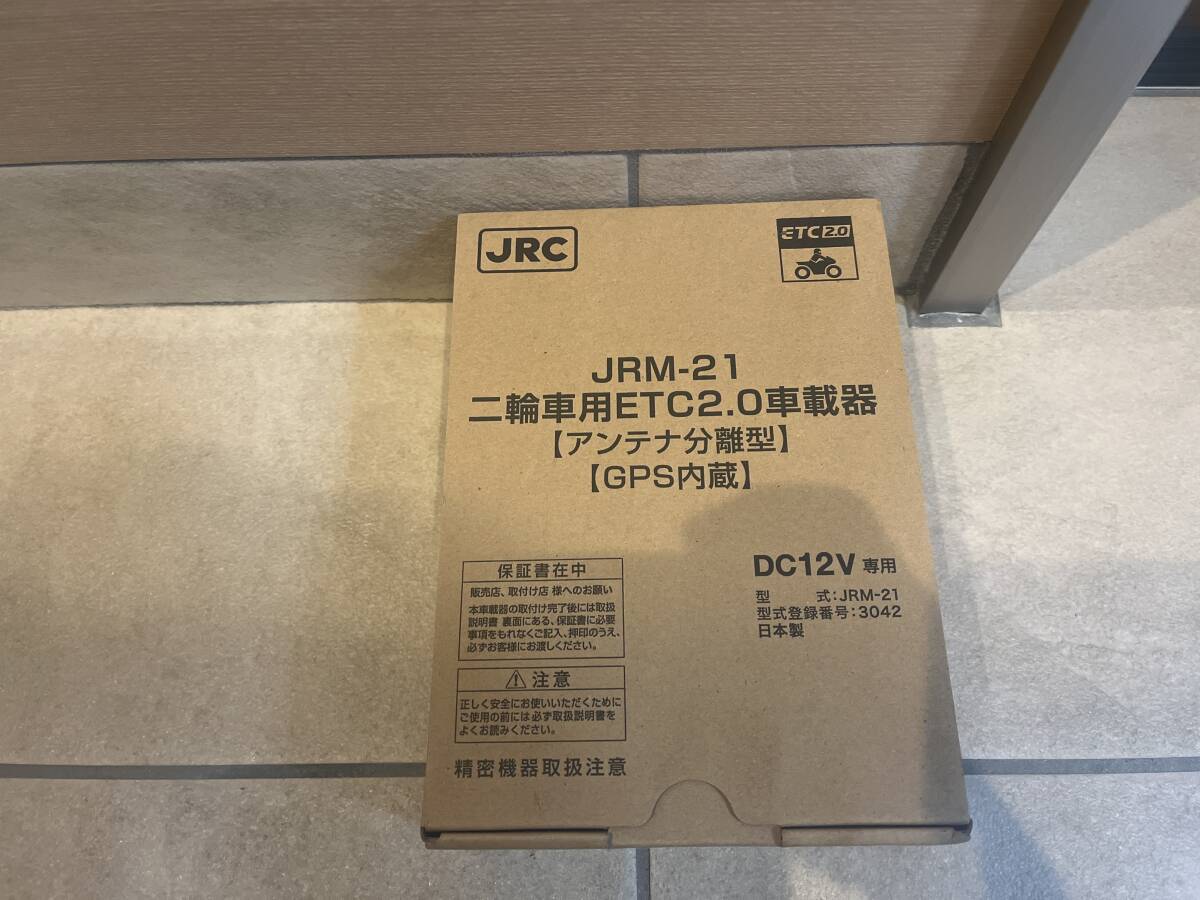 JRC
ETC2.0
JRM-21
二輪車用ETC2.0車載器
【アンテナ分離型】
【GPS内蔵】
保証書在中
販売店、取付け店 様へのお願い
本車載器の取付け完了後には取扱
説明書 裏面にある、保証書に必要
事項をもれなくご記入、押印のうえ、
必ずお客様にお渡しください。
注意
正しく安全にお使いいただくために
ご使用の前には必ず取扱説明書を
よくお読みください。
精密機器取扱注意
DC12V 専用
型 式:JRM-21
型式登録番号:3042
日本製